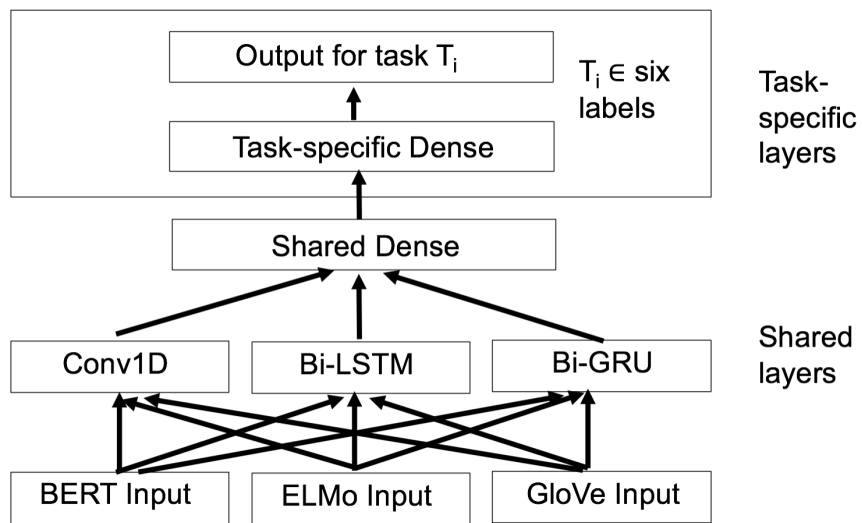 Output for task Ti
Ti ∈ six
labels
Task-specific Dense
Task-
specific
layers
Shared Dense
Conv1D
Bi-LSTM
Bi-GRU
Shared
layers
BERT Input
ELMo Input
GloVe Input